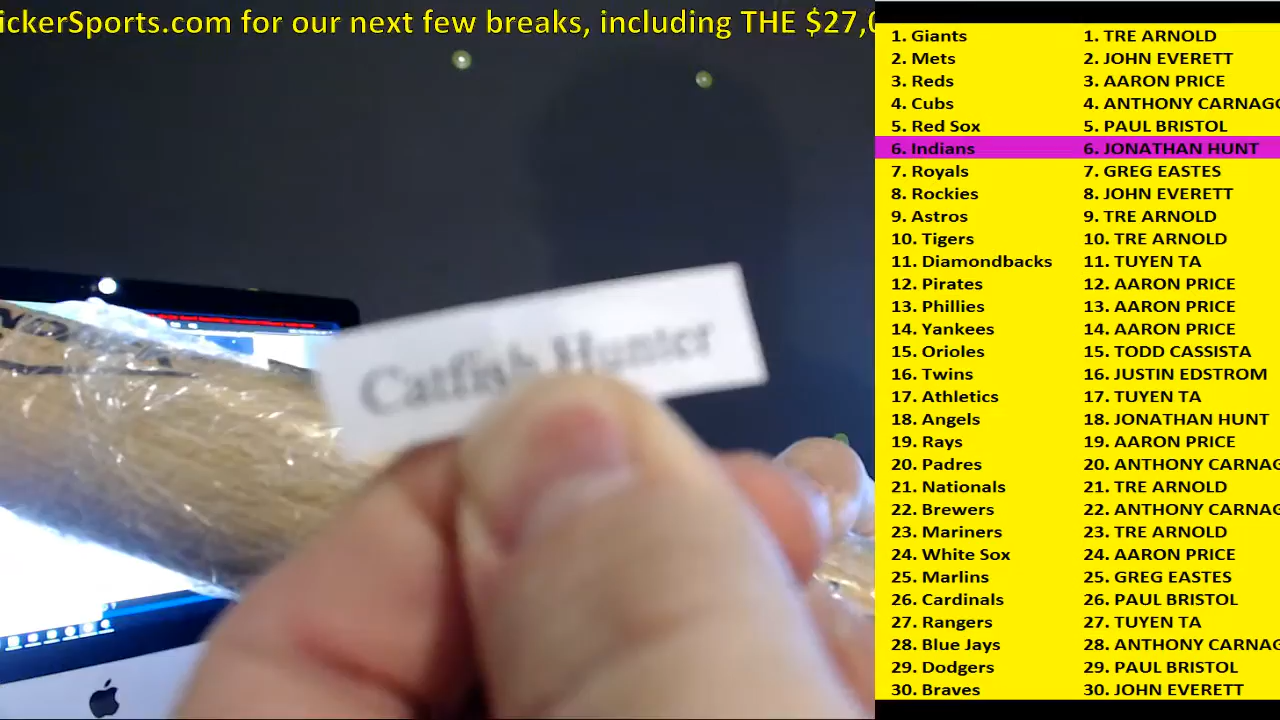 ickerSports.com for our next few breaks, including THE $27,0
1. Giants 1. TRE ARNOLD
2. Mets 2. JOHN EVERETT
3. Reds 3. AARON PRICE
4. Cubs 4. ANTHONY CARNAGO
5. Red Sox 5. PAUL BRISTOL
6. Indians 6. JONATHAN HUNT
7. Royals 7. GREG EASTES
8. Rockies 8. JOHN EVERETT
9. Astros 9. TRE ARNOLD
10. Tigers 10. TRE ARNOLD
11. Diamondbacks 11. TUYEN TA
12. Pirates 12. AARON PRICE
13. Phillies 13. AARON PRICE
14. Yankees 14. AARON PRICE
15. Orioles 15. TODD CASSISTA
16. Twins 16. JUSTIN EDSTROM
17. Athletics 17. TUYEN TA
18. Angels 18. JONATHAN HUNT
19. Rays 19. AARON PRICE
20. Padres 20. ANTHONY CARNAG
21. Nationals 21. TRE ARNOLD
22. Brewers 22. ANTHONY CARNAG
23. Mariners 23. TRE ARNOLD
24. White Sox 24. AARON PRICE
25. Marlins 25. GREG EASTES
26. Cardinals 26. PAUL BRISTOL
27. Rangers 27. TUYEN TA
28. Blue Jays 28. ANTHONY CARNAG
29. Dodgers 29. PAUL BRISTOL
30. Braves 30. JOHN EVERETT
Catfish Hunter